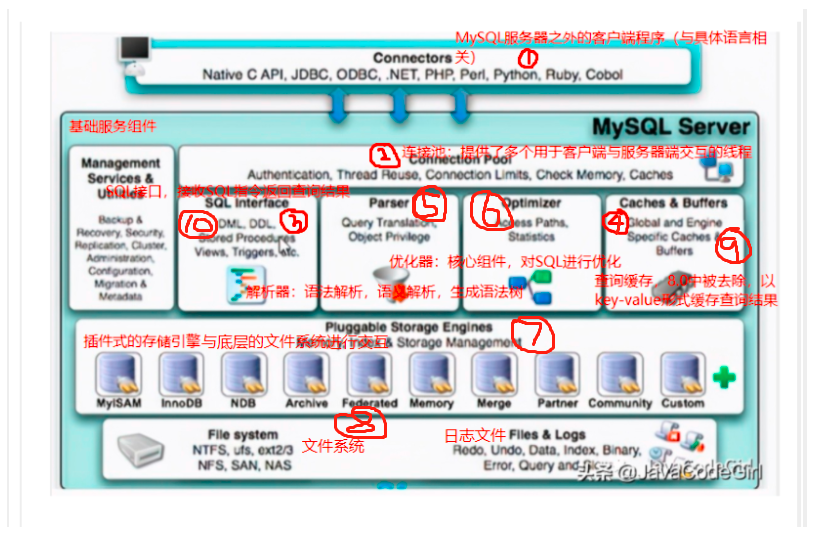 MySQL服务器之外的客户端程序（与具体语言相
关）
①
Connectors
Native C API, JDBC, ODBC, .NET, PHP, Perl, Python, Ruby, Cobol
基础服务组件
MySQL Server
2
连接池：提供了多个用于客户端与服务器端交互的线程
Connection Pool
Authentication, Thread Reuse, Connection Limits, Check Memory, Caches
Management
Services &
Utilities
Backup &
Recovery, Security,
Replication, Cluster,
Administration,
Configuration,
Migration &
Metadata
SQL接口，接收SQL指令返回查询结果
SQL Interface
10
3
DML, DDL,
Stored Procedures
Views, Triggers, etc.
Parser
5
Query Translation,
Object Privilege
Optimizer
6
Access Paths,
Statistics
Caches & Buffers
4
Global and Engine
Specific Caches &
Buffers
9
优化器：核心组件，对SQL进行优化
解析器：语法解析，语义解析，生成语法树
查询缓存，8.0中被去除，以
key-value形式缓存查询结果
Pluggable Storage Engines
7
插件式的存储引擎与底层的文件系统进行交互
& Storage Management
MyISAM
InnoDB
NDB
Archive
Federated
Memory
Merge
Partner
Community
Custom
8
File system
NTFS, ufs, ext2/3
NFS, SAN, NAS
文件系统
日志文件
Files & Logs
Redo, Undo, Data, Index, Binary,
Error, Query and
头条 @JavaCodeGirl